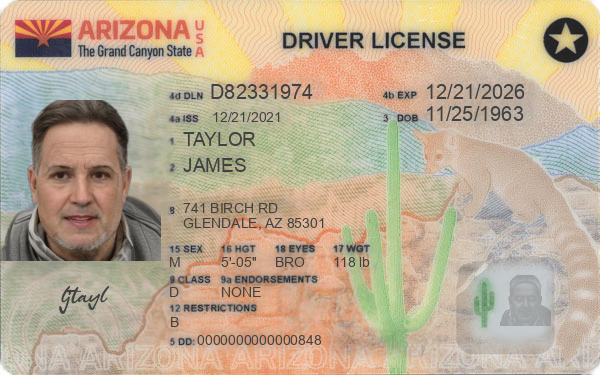 ARIZONA USA
The Grand Canyon State
DRIVER LICENSE
4d DLN D82331974
4b EXP 12/21/2026
4a ISS 12/21/2021
3 DOB 11/25/1963
1 TAYLOR
2 JAMES
8 741 BIRCH RD
GLENDALE, AZ 85301
15 SEX 16 HGT 18 EYES 17 WGT
M 5'-05" BRO 118 lb
9 CLASS 9a ENDORSEMENTS
D NONE
12 RESTRICTIONS
B
5 DD: 0000000000000848
Gtayl
ARIZONA ARIZONA ARIZONA ARIZONA